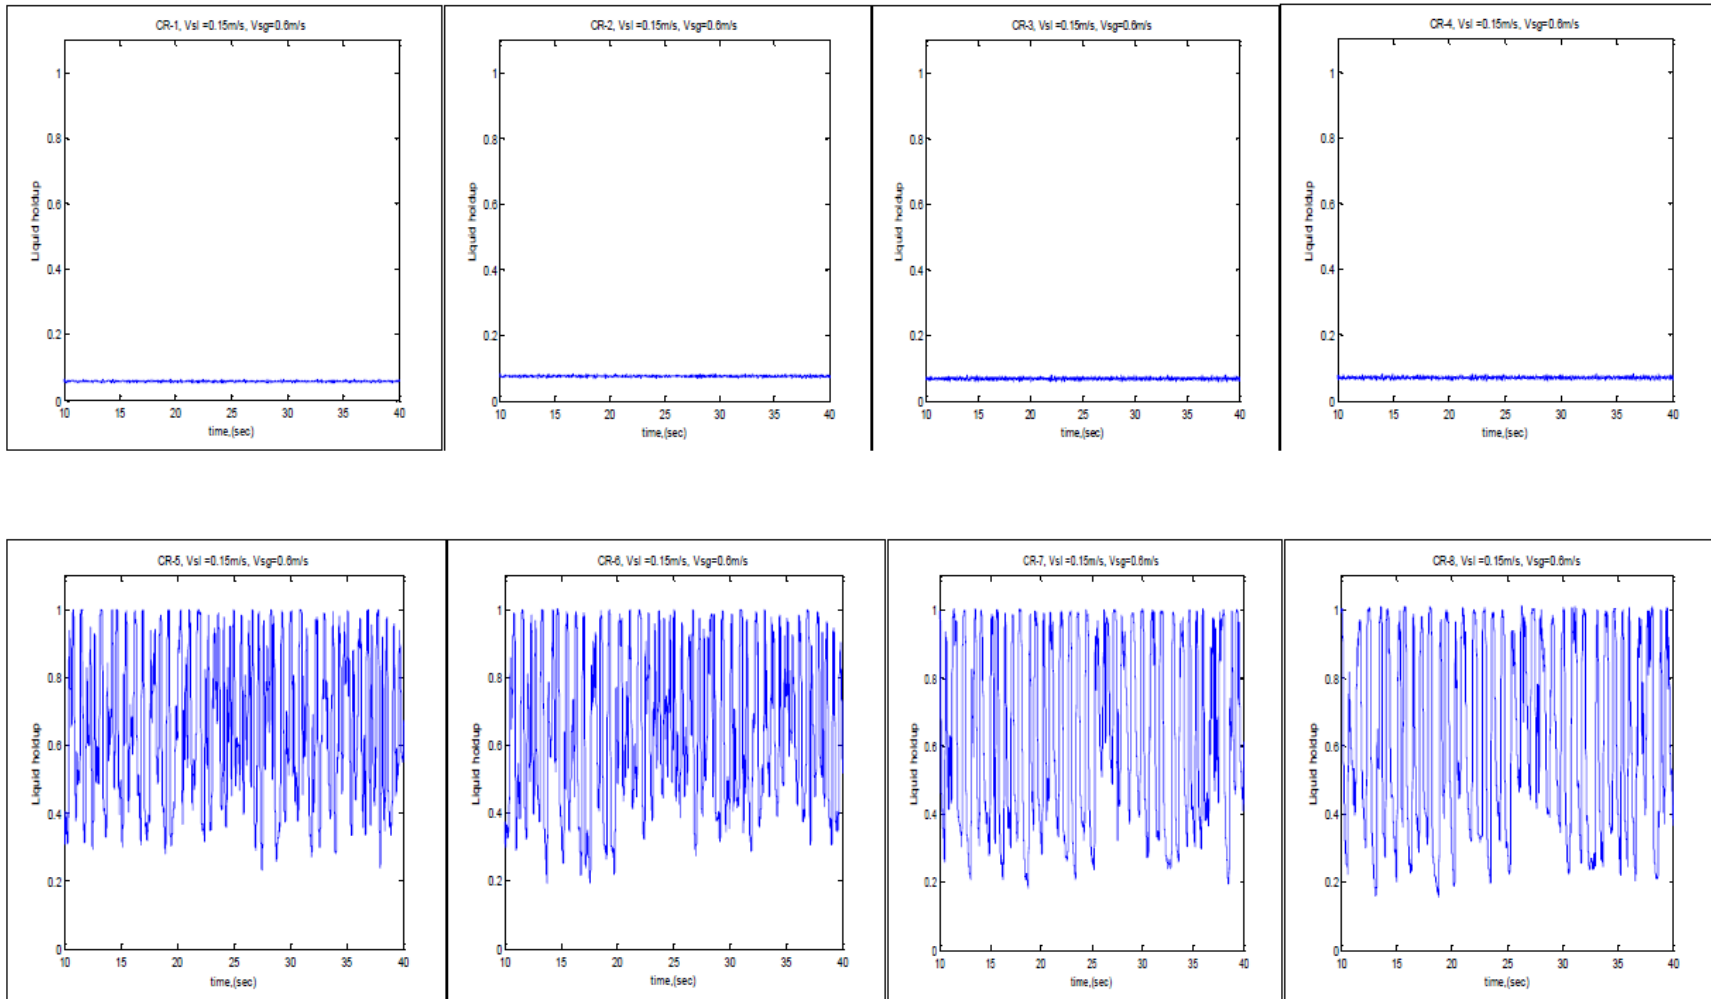 CR-1, Vsl =0.15m/s, Vsg=0.6m/s
1
0.8
0.6
0.4
0.2
0
Liquid holdup
10 15 20 25 30 35 40
time,(sec)
CR-2, Vsl =0.15m/s, Vsg=0.6m/s
1
0.8
0.6
0.4
0.2
0
Liquid holdup
10 15 20 25 30 35 40
time,(sec)
CR-3, Vsl =0.15m/s, Vsg=0.6m/s
1
0.8
0.6
0.4
0.2
0
Liquid holdup
10 15 20 25 30 35 40
time,(sec)
CR-4, Vsl =0.15m/s, Vsg=0.6m/s
1
0.8
0.6
0.4
0.2
0
Liquid holdup
10 15 20 25 30 35 40
time,(sec)
CR-5, Vsl =0.15m/s, Vsg=0.6m/s
1
0.8
0.6
0.4
0.2
0
Liquid holdup
10 15 20 25 30 35 40
time,(sec)
CR-6, Vsl =0.15m/s, Vsg=0.6m/s
1
0.8
0.6
0.4
0.2
0
Liquid holdup
10 15 20 25 30 35 40
time,(sec)
CR-7, Vsl =0.15m/s, Vsg=0.6m/s
1
0.8
0.6
0.4
0.2
0
Liquid holdup
10 15 20 25 30 35 40
time,(sec)
CR-8, Vsl =0.15m/s, Vsg=0.6m/s
1
0.8
0.6
0.4
0.2
0
Liquid holdup
10 15 20 25 30 35 40
time,(sec)